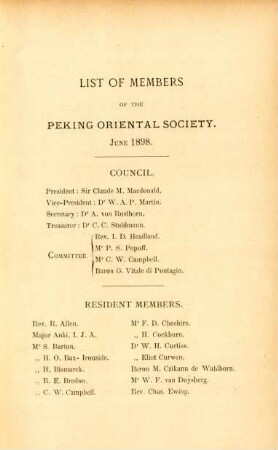 LIST OF MEMBERS
OF THE
PEKING ORIENTAL SOCIETY.
JUNE 1898.
COUNCIL.
President : Sir Claude M. Macdonald.
Vice-President : Dr W. A. P. Martin.
Secretary : Dr A. von Rosthorn.
Treasurer : Dr C. C. Stuhlmann.
COMMITTEE
Rev. I. D. Headland.
Mr P. S. Popoff.
Mr C. W. Campbell.
Baron G. Vitale di Pontagio.
RESIDENT MEMBERS.
Rev. R. Allen.
Major Aoki, I. J. A.
Mr S. Barton.
„ H. O. Bax- Ironside.
„ H. Bismarck.
„ R. E. Bredon.
„ C. W. Campbell.
Mr F. D. Cheshire.
„ H. Cockburn.
Dr W. H. Curtiss.
„ Eliot Curwen.
Baron M. Czikann de Wahlborn.
Mr W. F. van Duysberg.
Rev. Chas. Ewing.